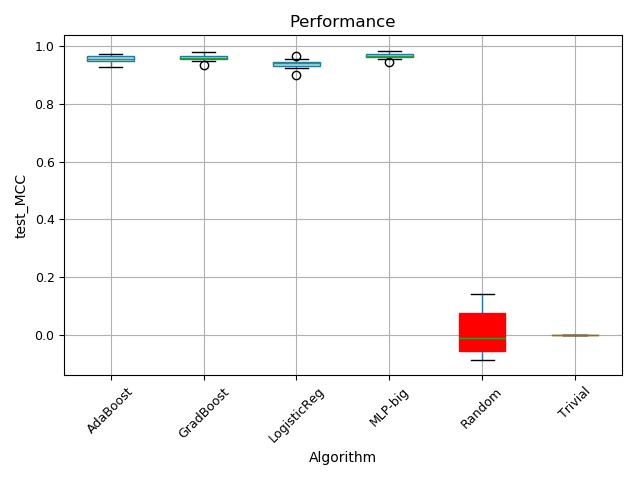 Performance
test_MCC
1.0
0.8
0.6
0.4
0.2
0.0
AdaBoost
GradBoost
LogisticReg
MLP-big
Random
Trivial
Algorithm